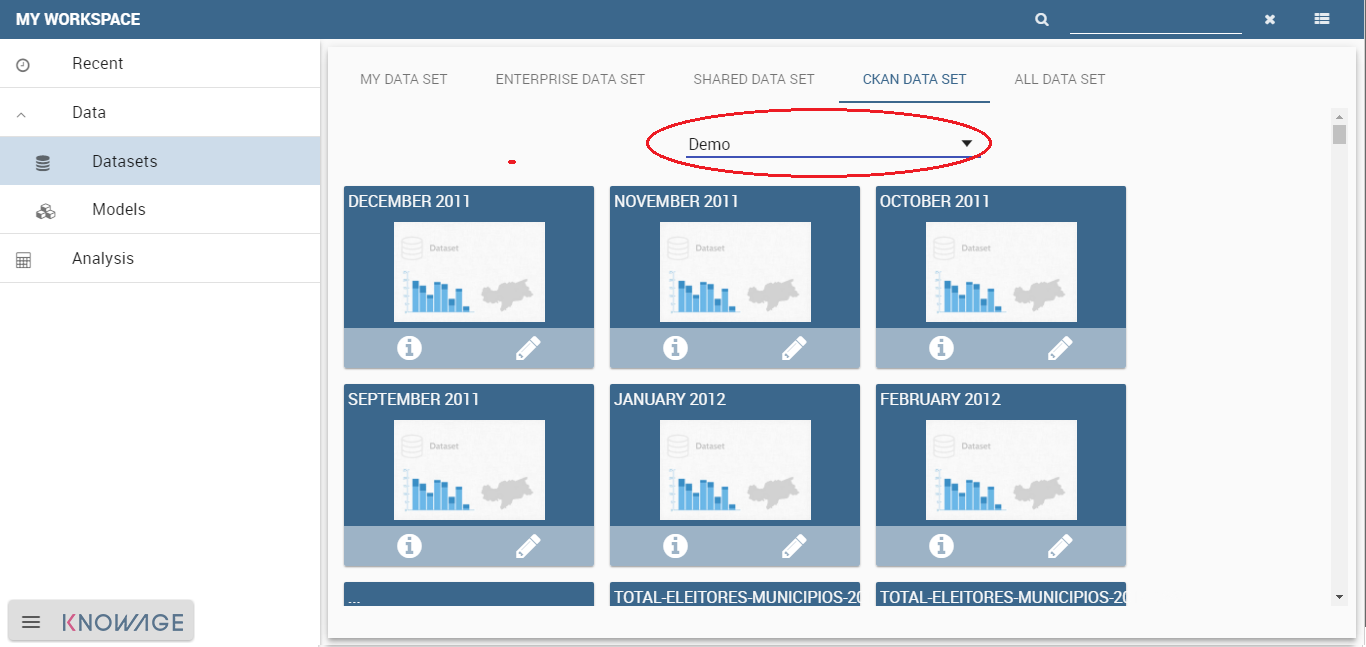 MY WORKSPACE
Recent
Data
Datasets
Models
Analysis
MY DATA SET
ENTERPRISE DATA SET
SHARED DATA SET
CKAN DATA SET
ALL DATA SET
Demo
DECEMBER 2011
Dataset
NOVEMBER 2011
Dataset
OCTOBER 2011
Dataset
SEPTEMBER 2011
Dataset
JANUARY 2012
Dataset
FEBRUARY 2012
Dataset
...
TOTAL-ELEITORES-MUNICIPIOS-20
TOTAL-ELEITORES-MUNICIPIOS-20
KNOWAGE